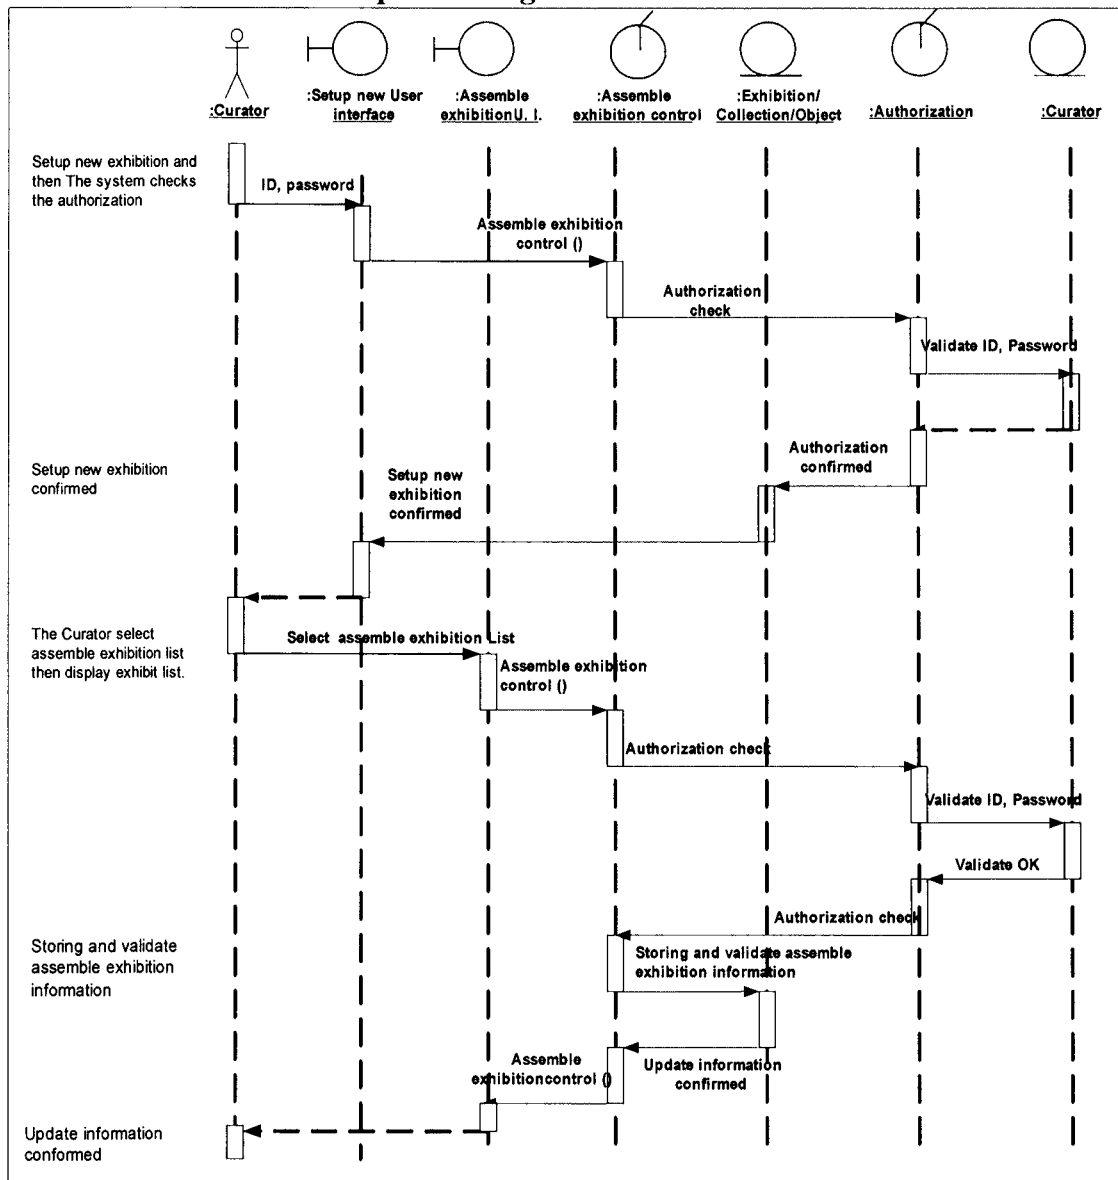 :Curator
:Setup new User
interface
:Assemble
exhibitionU. I.
:Assemble
exhibition control
:Exhibition/
Collection/Object
:Authorization
:Curator
Setup new exhibition and
then The system checks
the authorization
ID, password
Assemble exhibition
control ()
Authorization
check
Validate ID, Password
Authorization
confirmed
Setup new exhibition
confirmed
Setup new
exhibition
confirmed
The Curator select
assemble exhibition list
then display exhibit list.
Select assemble exhibition List
Assemble exhibition
control ()
Authorization check
Validate ID, Password
Validate OK
Authorization check
Storing and validate
assemble exhibition
information
Storing and validate assemble
exhibition information
Assemble
exhibitioncontrol ()
Update information
confirmed
Update information
conformed